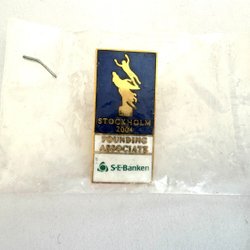 STOCKHOLM
2004
FOUNDING
ASSOCIATE
S-E-Banken